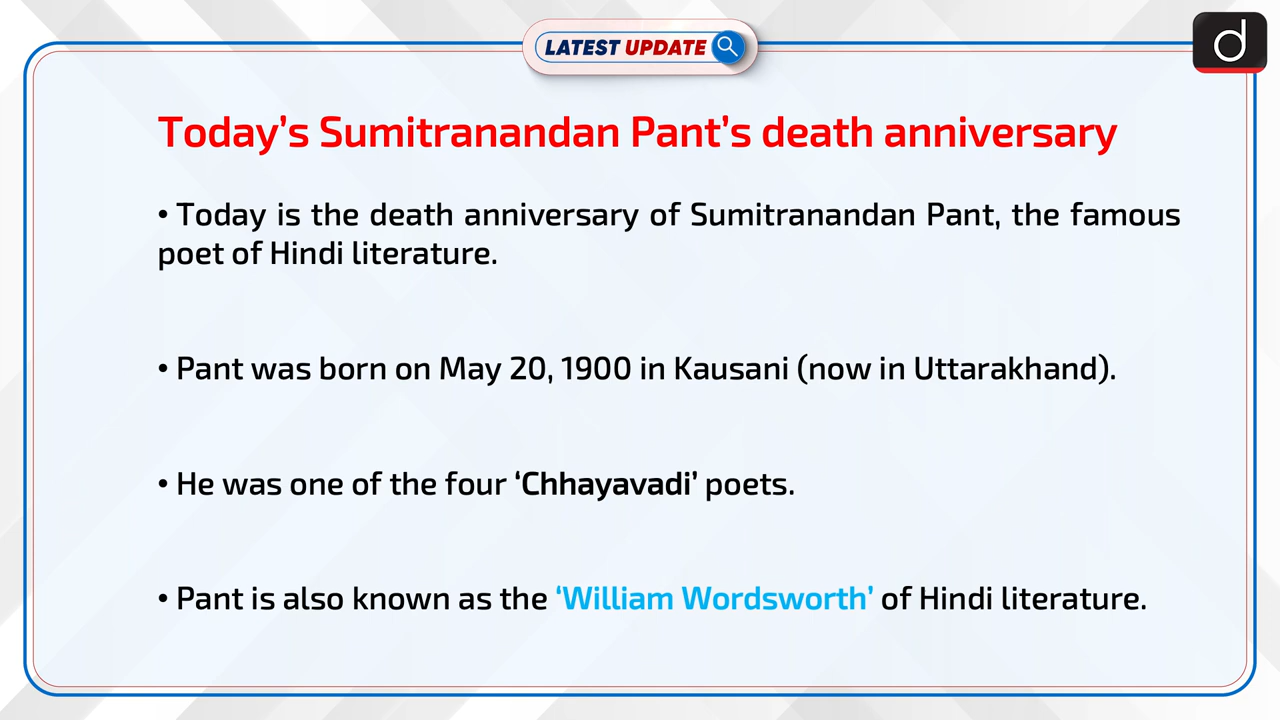 LATEST UPDATE
d
Today’s Sumitranandan Pant’s death anniversary
• Today is the death anniversary of Sumitranandan Pant, the famous
poet of Hindi literature.
• Pant was born on May 20, 1900 in Kausani (now in Uttarakhand).
• He was one of the four ‘Chhayavadi’ poets.
• Pant is also known as the ‘William Wordsworth’ of Hindi literature.